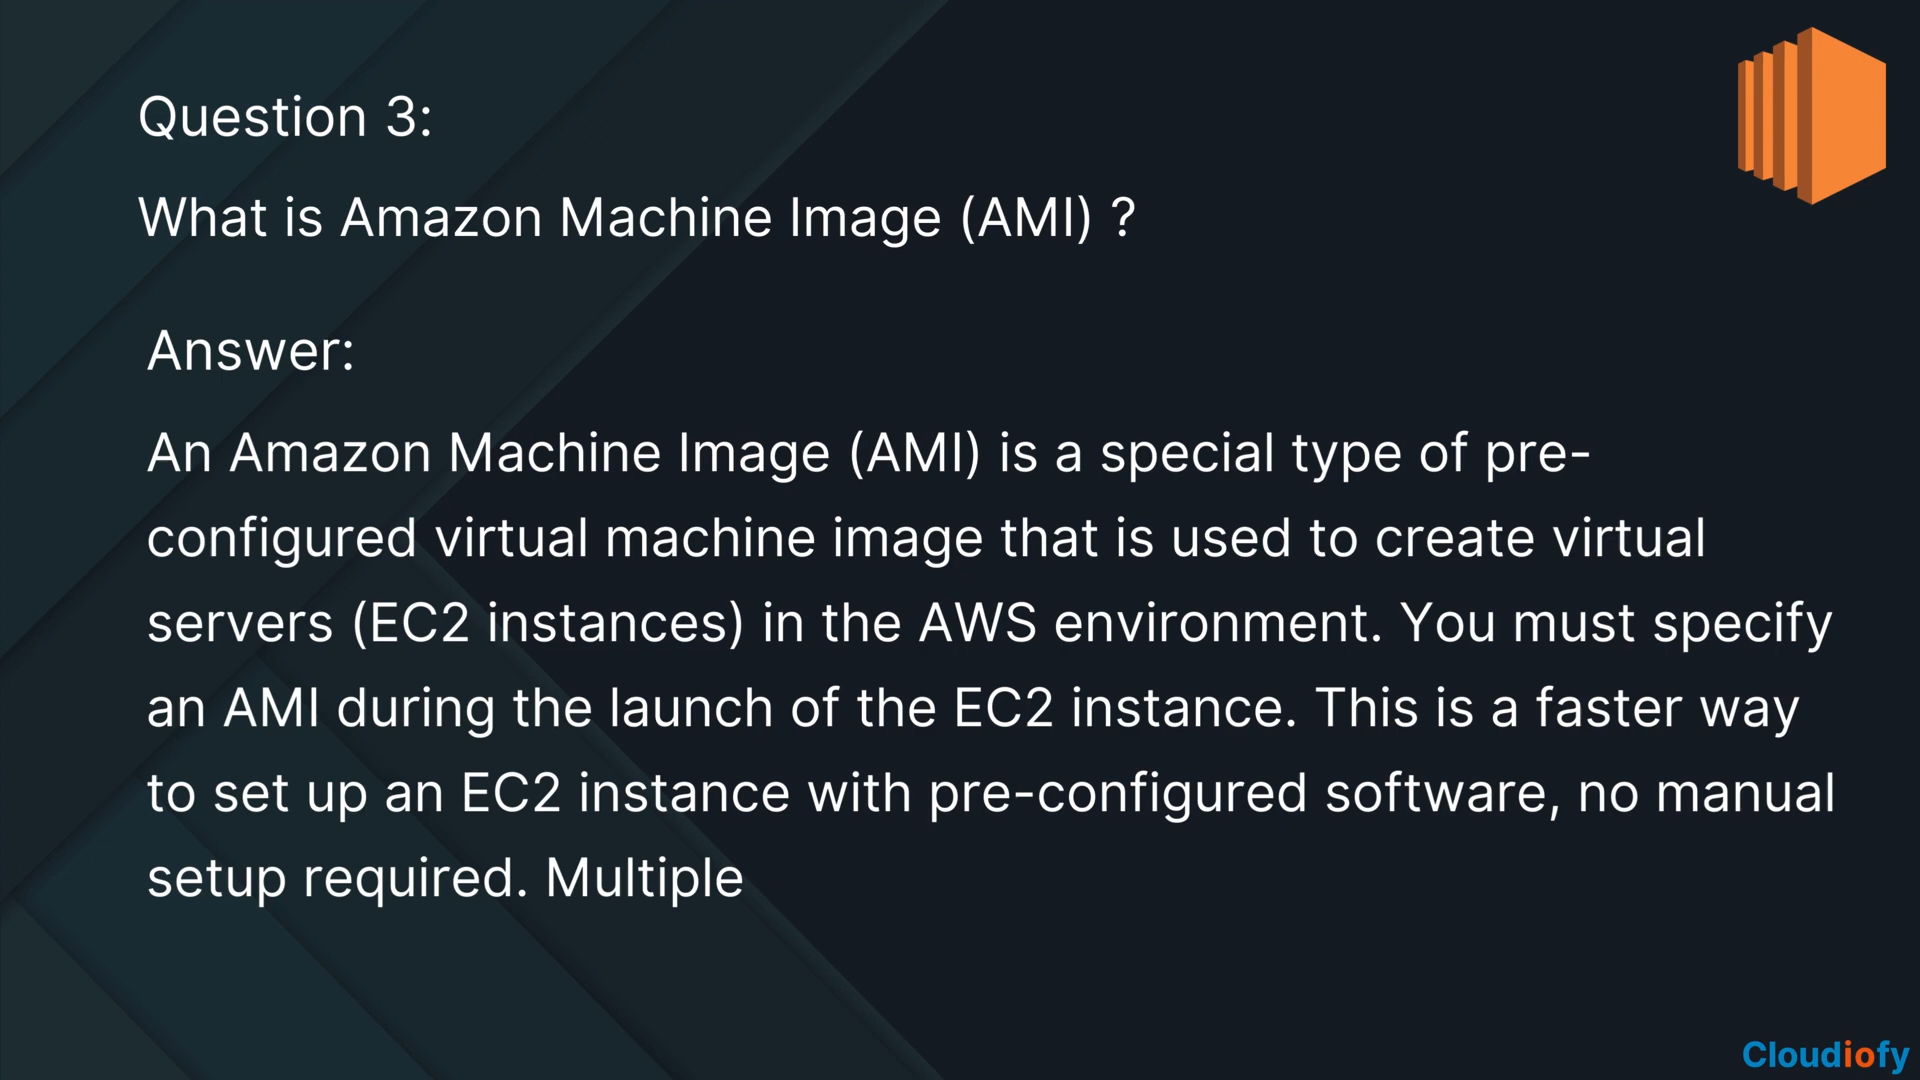 Question 3:
What is Amazon Machine Image (AMI) ?
Answer:
An Amazon Machine Image (AMI) is a special type of pre-
configured virtual machine image that is used to create virtual
servers (EC2 instances) in the AWS environment. You must specify
an AMI during the launch of the EC2 instance. This is a faster way
to set up an EC2 instance with pre-configured software, no manual
setup required. Multiple
Cloudiofy